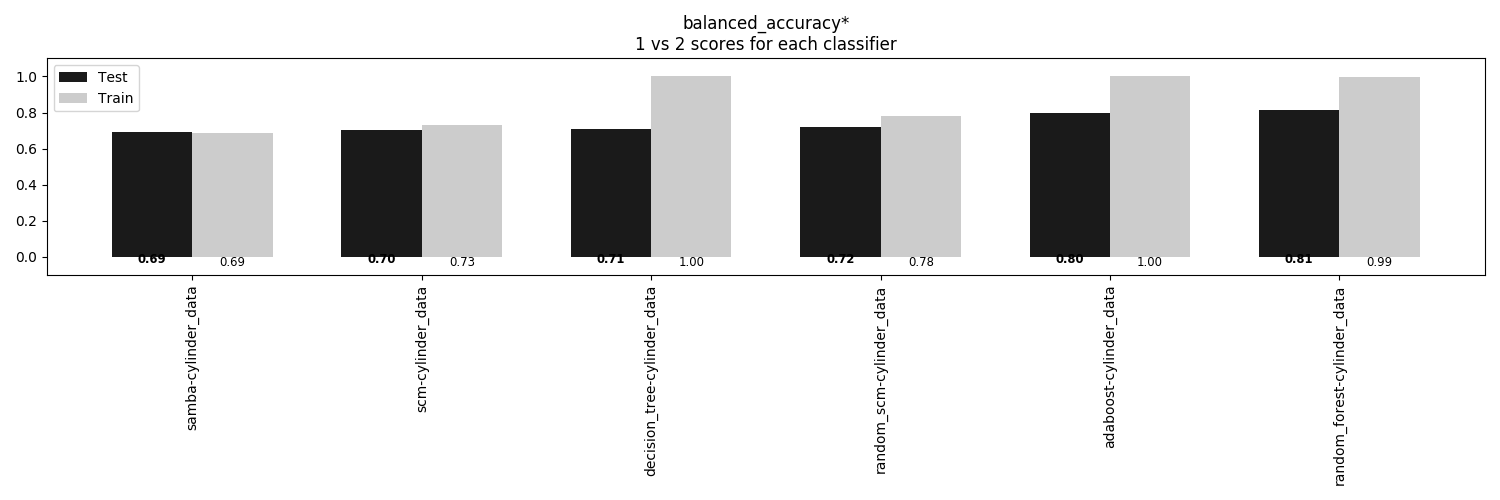 balanced_accuracy*
1 vs 2 scores for each classifier
Test
Train
1.0
0.8
0.6
0.4
0.2
0.0
0.69
0.69
0.70
0.73
0.71
1.00
0.72
0.78
0.80
1.00
0.81
0.99
samba-cylinder_data
scm-cylinder_data
decision_tree-cylinder_data
random_scm-cylinder_data
adaboost-cylinder_data
random_forest-cylinder_data